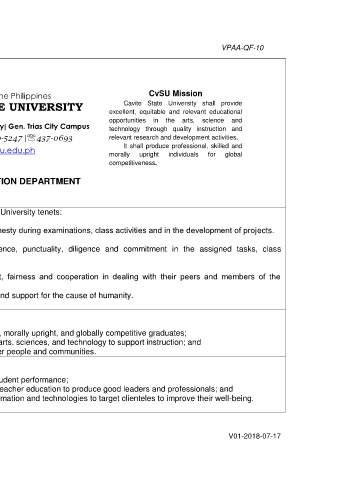 VPAA-QF-10
he Philippines
E UNIVERSITY
y| Gen. Trias City Campus
-5247 |☏437-0693
u.edu.ph
CvSU Mission
Cavite State University shall provide
excellent, equitable and relevant educational
opportunities in the arts, science and
technology through quality instruction and
relevant research and development activities.
It shall produce professional, skilled and
morally upright individuals for global
competitiveness.
TION DEPARTMENT
University tenets:
nesty during examinations, class activities and in the development of projects.
ence, punctuality, diligence and commitment in the assigned tasks, class
t, fairness and cooperation in dealing with their peers and members of the
nd support for the cause of humanity.
, morally upright, and globally competitive graduates;
arts, sciences, and technology to support instruction; and
er people and communities.
udent performance;
eacher education to produce good leaders and professionals; and
rmation and technologies to target clienteles to improve their well-being.
V01-2018-07-17